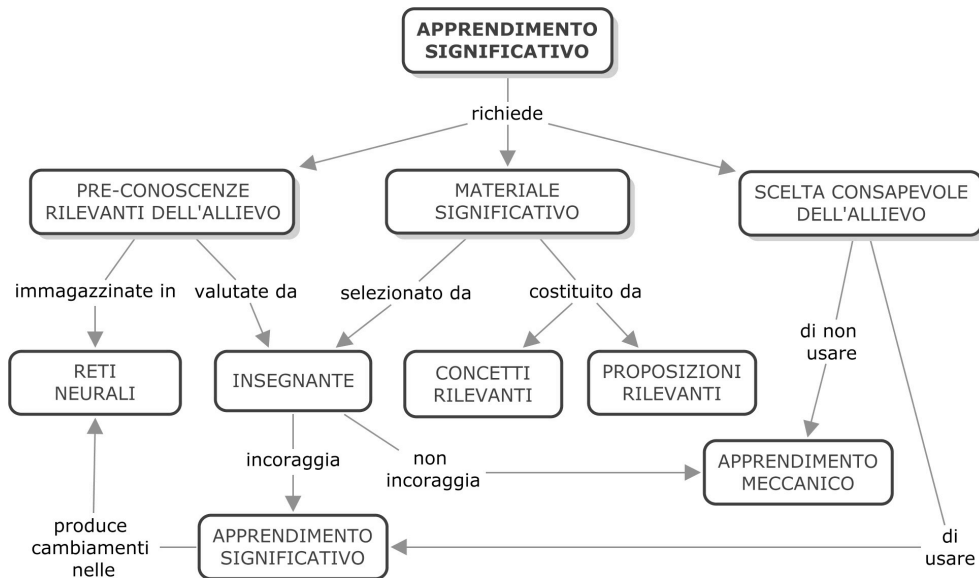 APPRENDIMENTO
SIGNIFICATIVO
richiede
PRE-CONOSCENZE
RILEVANTI DELL'ALLIEVO
MATERIALE
SIGNIFICATIVO
SCELTA CONSAPEVOLE
DELL'ALLIEVO
immagazzinate in
valutate da
selezionato da
costituito da
di non
usare
RETI
NEURALI
INSEGNANTE
CONCETTI
RILEVANTI
PROPOSIZIONI
RILEVANTI
incoraggia
non
incoraggia
APPRENDIMENTO
MECCANICO
produce
cambiamenti
nelle
APPRENDIMENTO
SIGNIFICATIVO
di
usare